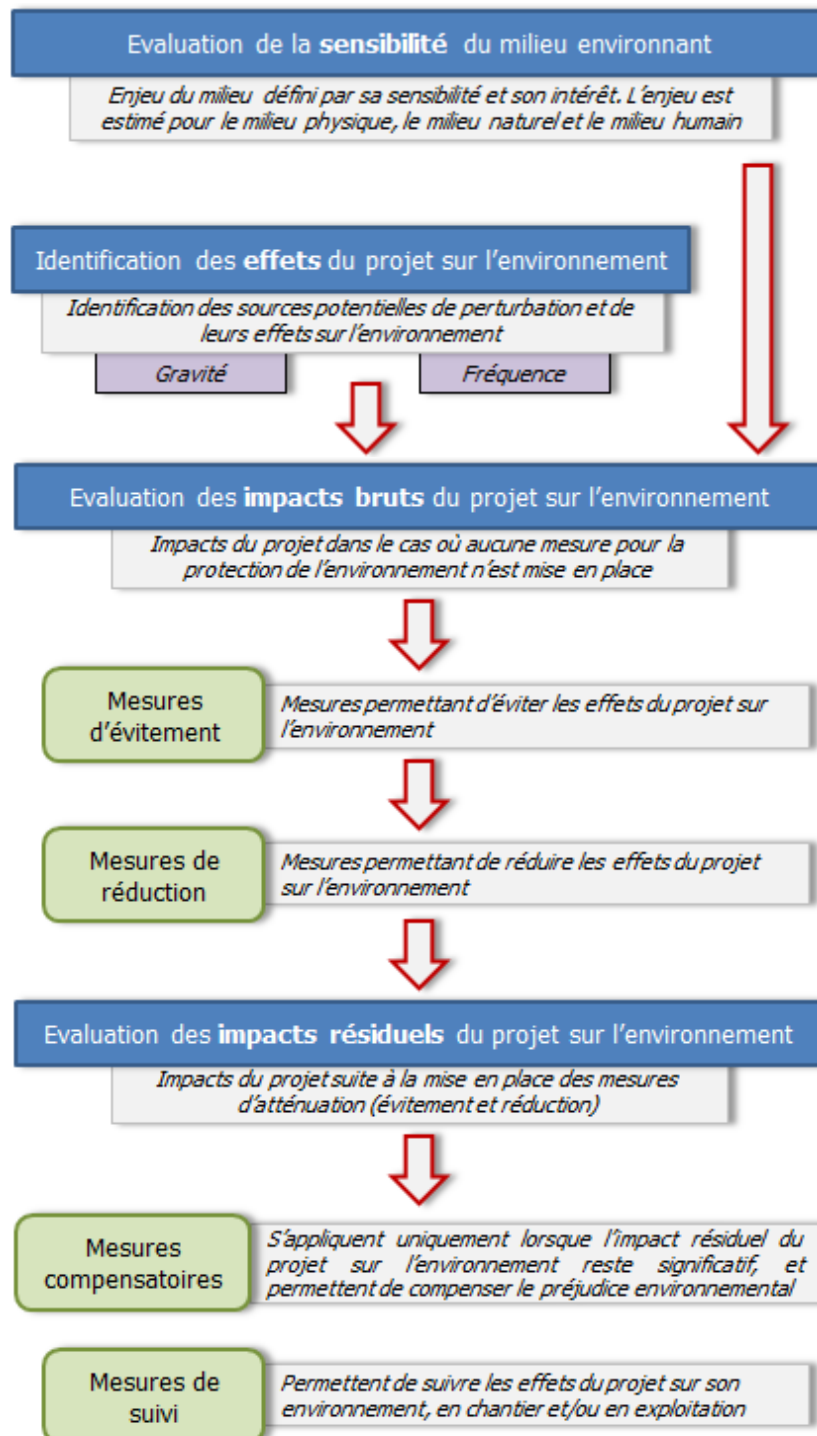 Evaluation de la sensibilité du milieu environnant
Enjeu du milieu défini par sa sensibilité et son intérêt. L'enjeu est
estimé pour le milieu physique, le milieu naturel et le milieu humain
Identification des effets du projet sur l'environnement
Identification des sources potentielles de perturbation et de
leurs effets sur l'environnement
Gravité
Fréquence
Evaluation des impacts bruts du projet sur l'environnement
Impacts du projet dans le cas où aucune mesure pour la
protection de l'environnement n'est mise en place
Mesures
d'évitement
Mesures permettant d'éviter les effets du projet sur
l'environnement
Mesures de
réduction
Mesures permettant de réduire les effets du projet
sur l'environnement
Evaluation des impacts résiduels du projet sur l'environnement
Impacts du projet suite à la mise en place des mesures
d'atténuation (évitement et réduction)
Mesures
compensatoires
S'appliquent uniquement lorsque l'impact résiduel du
projet sur l'environnement reste significatif, et
permettent de compenser le préjudice environnemental
Mesures de
suivi
Permettent de suivre les effets du projet sur son
environnement, en chantier et/ou en exploitation